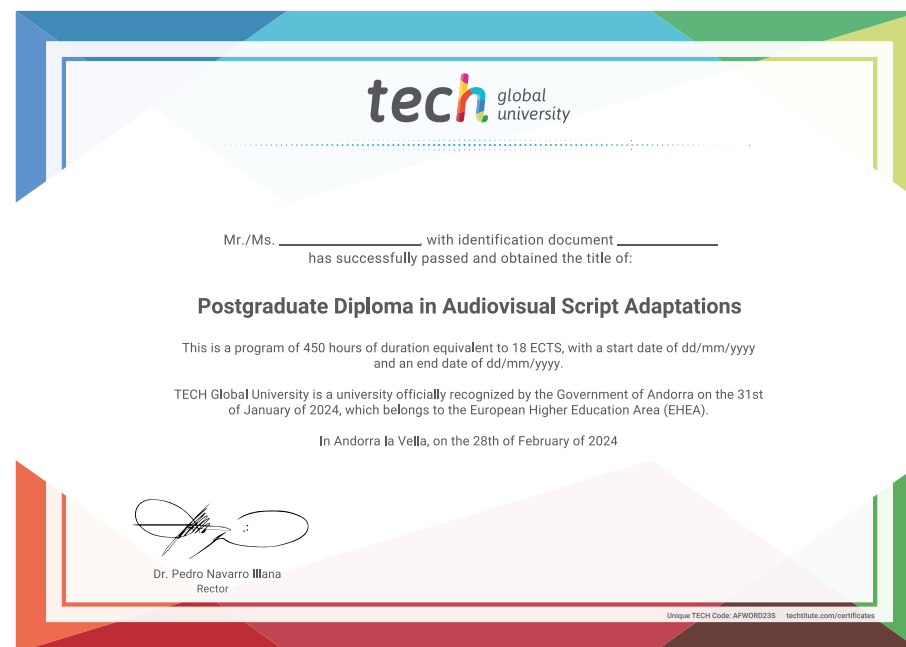 tech global
university
Mr./Ms. ________________, with identification document ____________
has successfully passed and obtained the title of:
Postgraduate Diploma in Audiovisual Script Adaptations
This is a program of 450 hours of duration equivalent to 18 ECTS, with a start date of dd/mm/yyyy
and an end date of dd/mm/yyyy.
TECH Global University is a university officially recognized by the Government of Andorra on the 31st
of January of 2024, which belongs to the European Higher Education Area (EHEA).
In Andorra la Vella, on the 28th of February of 2024
Dr. Pedro Navarro Illana
Rector
Unique TECH Code: AFWORD23S techtitute.com/certificates